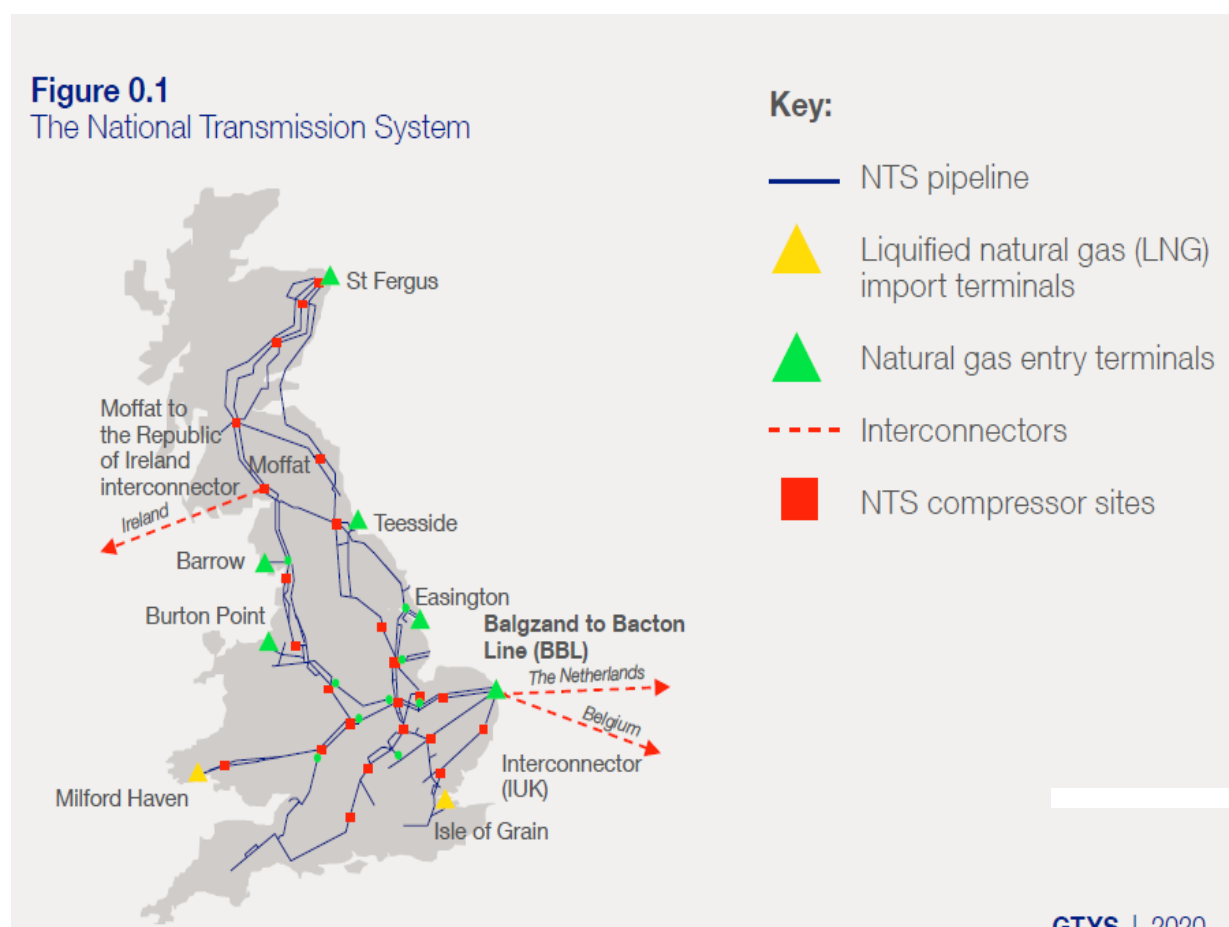 Figure 0.1
The National Transmission System
Key:
NTS pipeline
Liquified natural gas (LNG)
import terminals
Natural gas entry terminals
Interconnectors
NTS compressor sites
St Fergus
Moffat to
the Republic
of Ireland
interconnector
Moffat
Ireland
Teesside
Barrow
Easington
Burton Point
Balgzand to Bacton
Line (BBL)
The Netherlands
Belgium
Interconnector
(IUK)
Milford Haven
Isle of Grain
GTYS | 2020